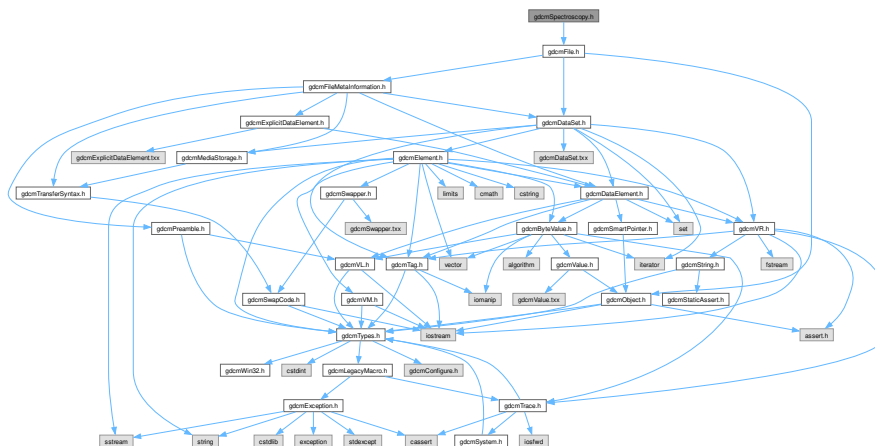 gdcmSpectroscopy.h
gdcmFile.h
gdcmFileMetaInformation.h
gdcmExplicitDataElement.h
gdcmDataSet.h
gdcmExplicitDataElement.txx
gdcmMediaStorage.h
gdcmElement.h
gdcmDataSet.txx
gdcmTransferSyntax.h
gdcmSwapper.h
limits
cmath
cstring
gdcmDataElement.h
gdcmPreamble.h
gdcmSwapper.txx
gdcmByteValue.h
gdcmSmartPointer.h
set
gdcmVR.h
gdcmVL.h
gdcmTag.h
vector
algorithm
gdcmValue.h
iterator
gdcmString.h
fstream
gdcmSwapCode.h
gdcmVM.h
iomanip
gdcmValue.txx
gdcmObject.h
gdcmStaticAssert.h
gdcmTypes.h
iostream
assert.h
gdcmWin32.h
cstdint
gdcmLegacyMacro.h
gdcmConfigure.h
gdcmException.h
gdcmTrace.h
sstream
string
cstdlib
exception
stdexcept
cassert
gdcmSystem.h
iosfwd